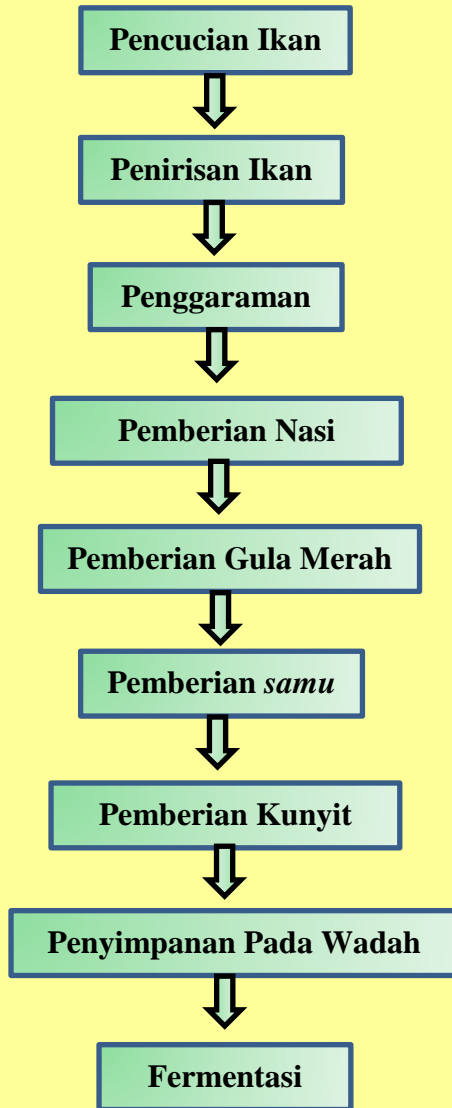 Pencucian Ikan
Penirisan Ikan
Penggaraman
Pemberian Nasi
Pemberian Gula Merah
Pemberian samu
Pemberian Kunyit
Penyimpanan Pada Wadah
Fermentasi